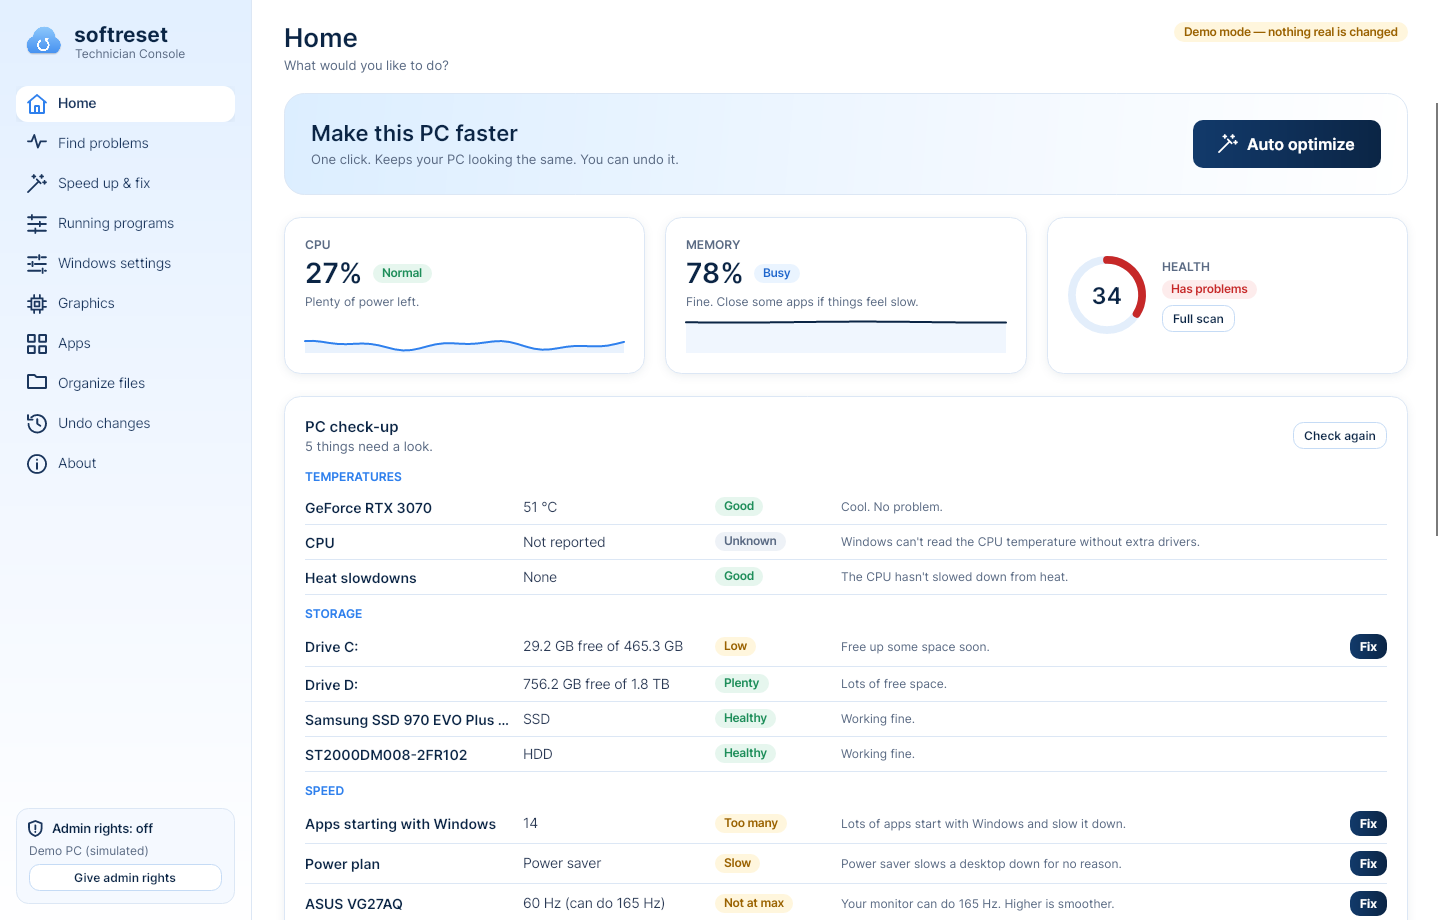 softreset
Technician Console
Home
Find problems
Speed up & fix
Running programs
Windows settings
Graphics
Apps
Organize files
Undo changes
About
Admin rights: off
Demo PC (simulated)
Give admin rights
Home
What would you like to do?
Demo mode — nothing real is changed
Make this PC faster
One click. Keeps your PC looking the same. You can undo it.
Auto optimize
CPU
27% Normal
Plenty of power left.
MEMORY
78% Busy
Fine. Close some apps if things feel slow.
34
HEALTH
Has problems
Full scan
PC check-up
5 things need a look.
Check again
TEMPERATURES
GeForce RTX 3070 51 °C Good Cool. No problem.
CPU Not reported Unknown Windows can't read the CPU temperature without extra drivers.
Heat slowdowns None Good The CPU hasn't slowed down from heat.
STORAGE
Drive C: 29.2 GB free of 465.3 GB Low Free up some space soon. Fix
Drive D: 756.2 GB free of 1.8 TB Plenty Lots of free space.
Samsung SSD 970 EVO Plus ... SSD Healthy Working fine.
ST2000DM008-2FR102 HDD Healthy Working fine.
SPEED
Apps starting with Windows 14 Too many Lots of apps start with Windows and slow it down. Fix
Power plan Power saver Slow Power saver slows a desktop down for no reason. Fix
ASUS VG27AQ 60 Hz (can do 165 Hz) Not at max Your monitor can do 165 Hz. Higher is smoother. Fix